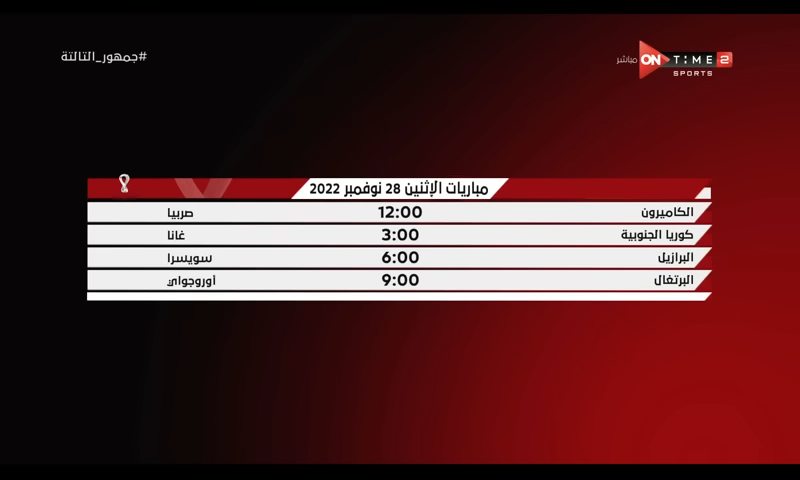 #جمهور_التالتة
ON TIME 2 مباشر
SPORTS
مباريات الإثنين 28 نوفمبر 2022
الكاميرون 12:00 صربيا
كوريا الجنوبية 3:00 غانا
البرازيل 6:00 سويسرا
البرتغال 9:00 أوروجواي